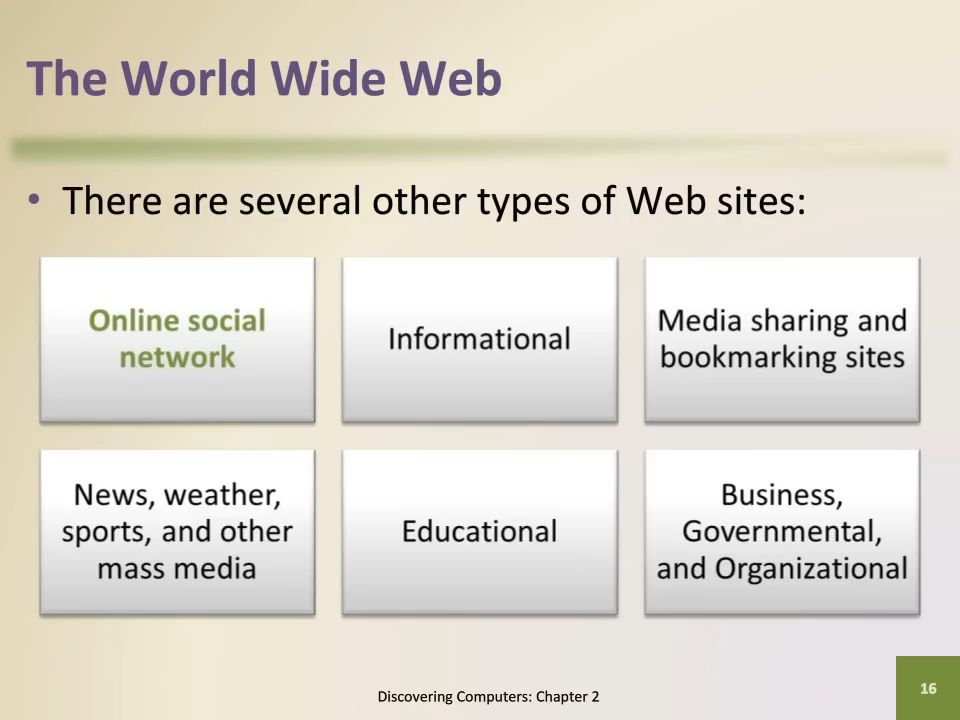 The World Wide Web
• There are several other types of Web sites:
Online social
network
Informational
Media sharing and
bookmarking sites
News, weather,
sports, and other
mass media
Educational
Business,
Governmental,
and Organizational
Discovering Computers: Chapter 2
16